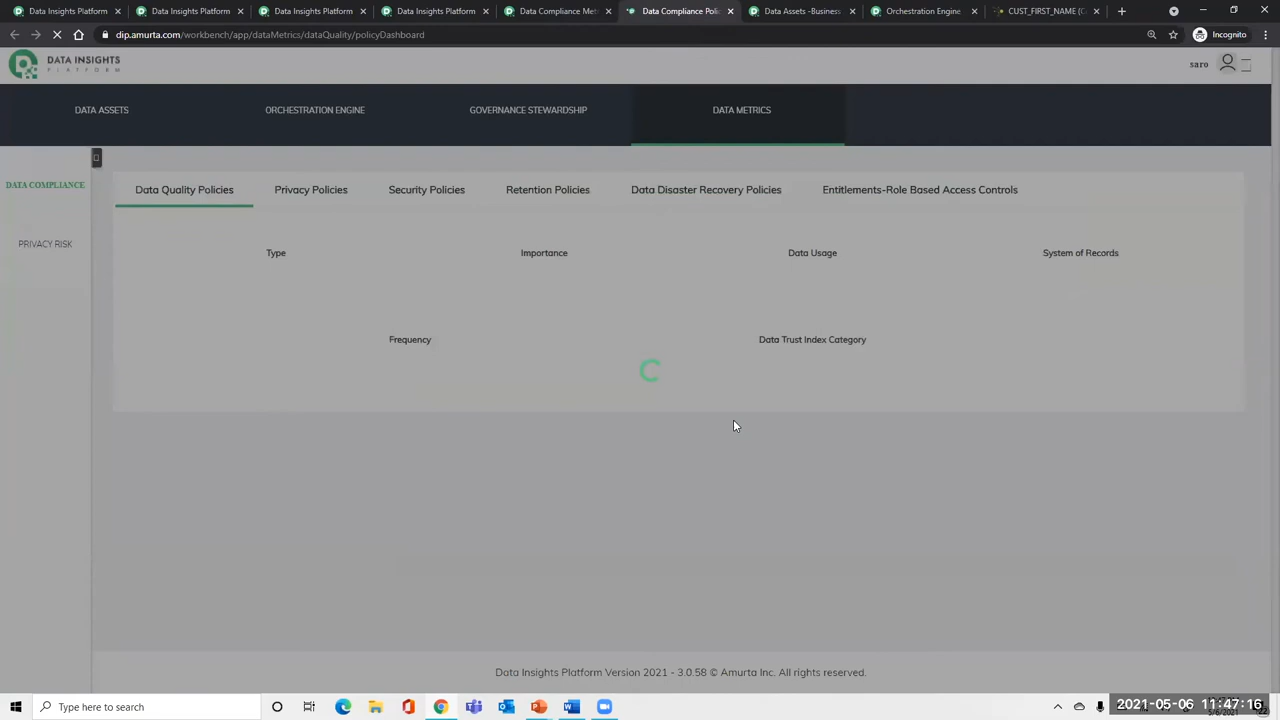 Data Insights Platform
Data Insights Platform
Data Insights Platform
Data Insights Platform
Data Compliance Met
Data Compliance Poli
Data Assets -Business
Orchestration Engine
CUST_FIRST_NAME (C
dip.amurta.com/workbench/app/dataMetrics/dataQuality/policyDashboard
Incognito
DATA INSIGHTS
PLATFORM
saro
DATA ASSETS
ORCHESTRATION ENGINE
GOVERNANCE STEWARDSHIP
DATA METRICS
DATA COMPLIANCE
PRIVACY RISK
Data Quality Policies
Privacy Policies
Security Policies
Retention Policies
Data Disaster Recovery Policies
Entitlements-Role Based Access Controls
Type
Importance
Data Usage
System of Records
Frequency
Data Trust Index Category
Data Insights Platform Version 2021 - 3.0.58 © Amurta Inc. All rights reserved.
Type here to search
2021-05-06 11:47:16